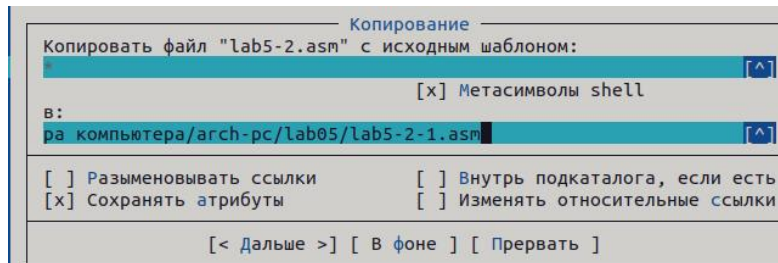 Копирование
Копировать файл "lab5-2.asm" с исходным шаблоном:
* [^]
[x] Метасимволы shell
в:
ра компьютера/arch-pc/lab05/lab5-2-1.asm [^]
[ ] Разыменовывать ссылки [ ] Внутрь подкаталога, если есть
[x] Сохранять атрибуты [ ] Изменять относительные ссылки
[< Дальше >] [ В фоне ] [ Прервать ]